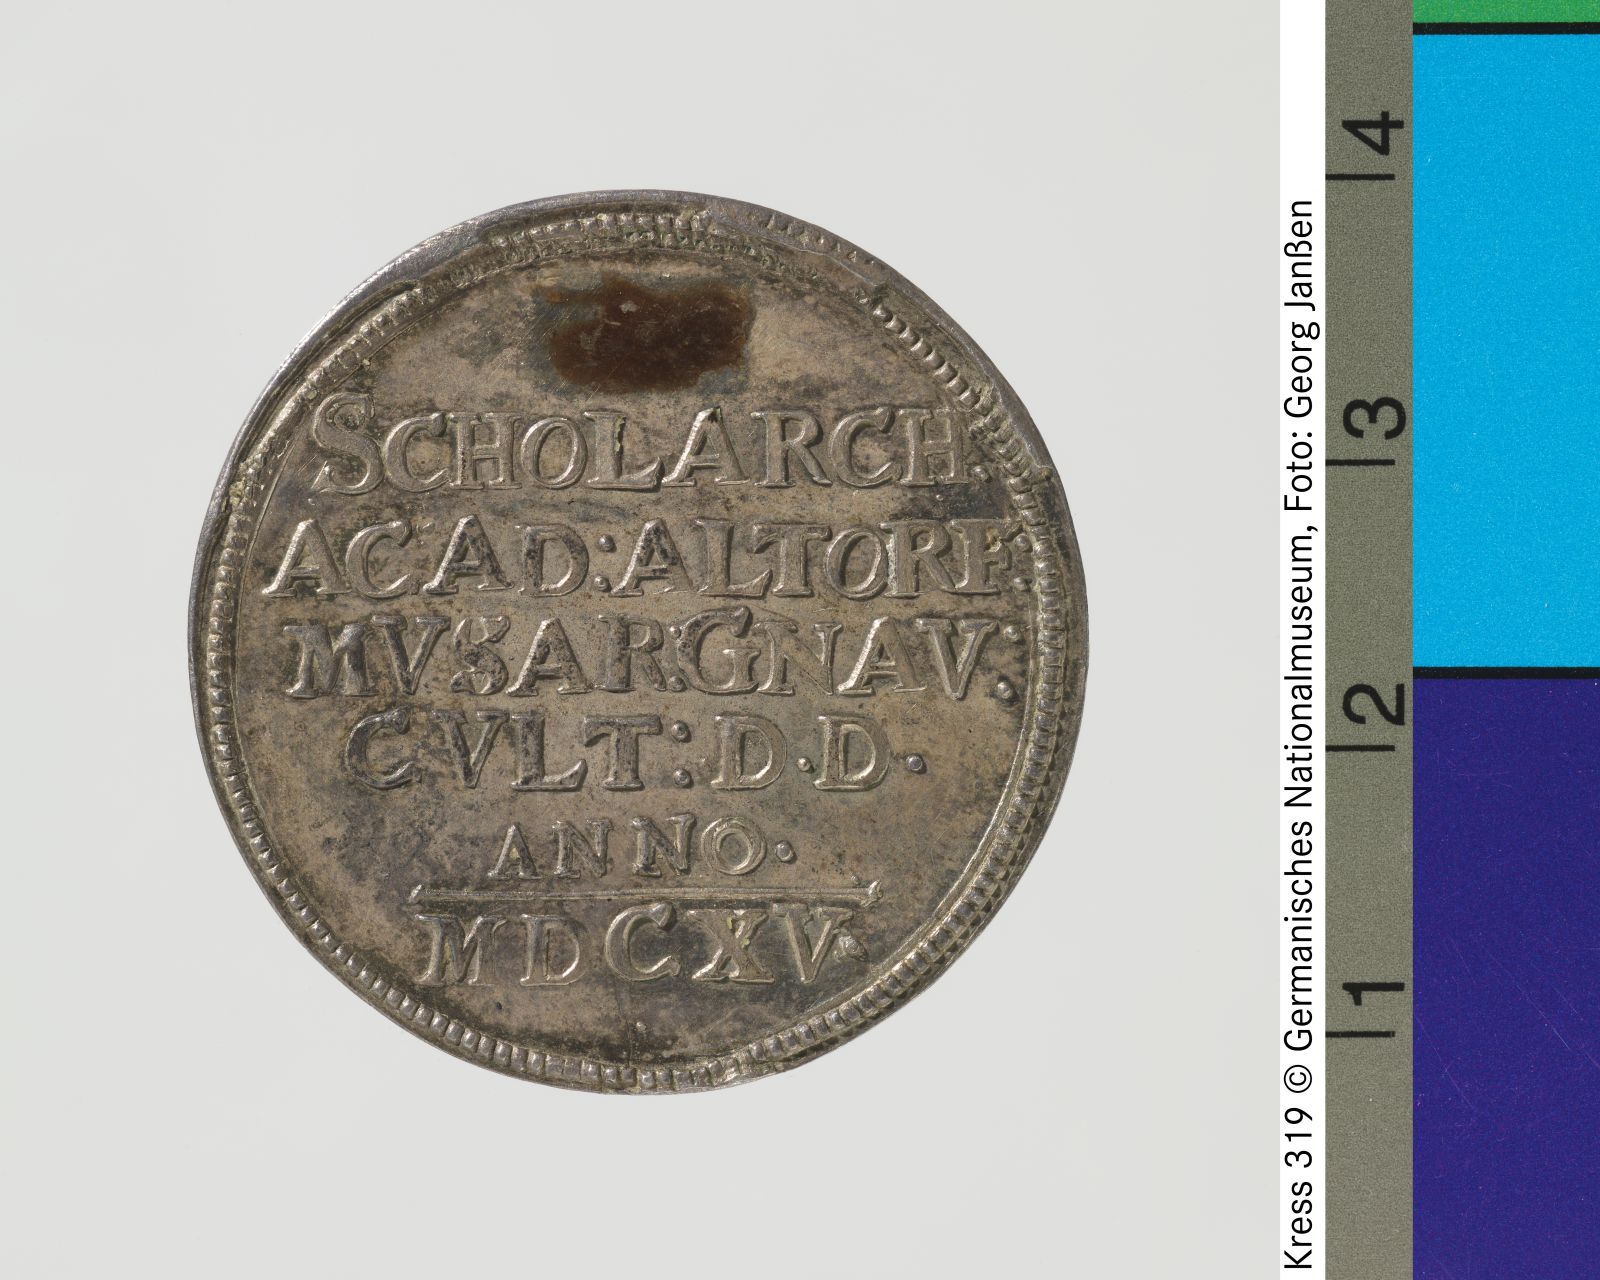 SCHOLARCH.
ACAD:ALTORF:
MVSAR:GNAV:
CVLT:D.D.
ANNO.
MDCXV.
Kress 319 © Germanisches Nationalmuseum, Foto: Georg Janßen
4
3
2
1